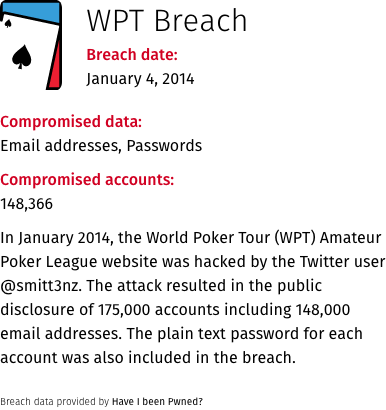 WPT Breach
Breach date:
January 4, 2014
Compromised data:
Email addresses, Passwords
Compromised accounts:
148,366
In January 2014, the World Poker Tour (WPT) Amateur
Poker League website was hacked by the Twitter user
@smitt3nz. The attack resulted in the public
disclosure of 175,000 accounts including 148,000
email addresses. The plain text password for each
account was also included in the breach.
Breach data provided by Have I been Pwned?